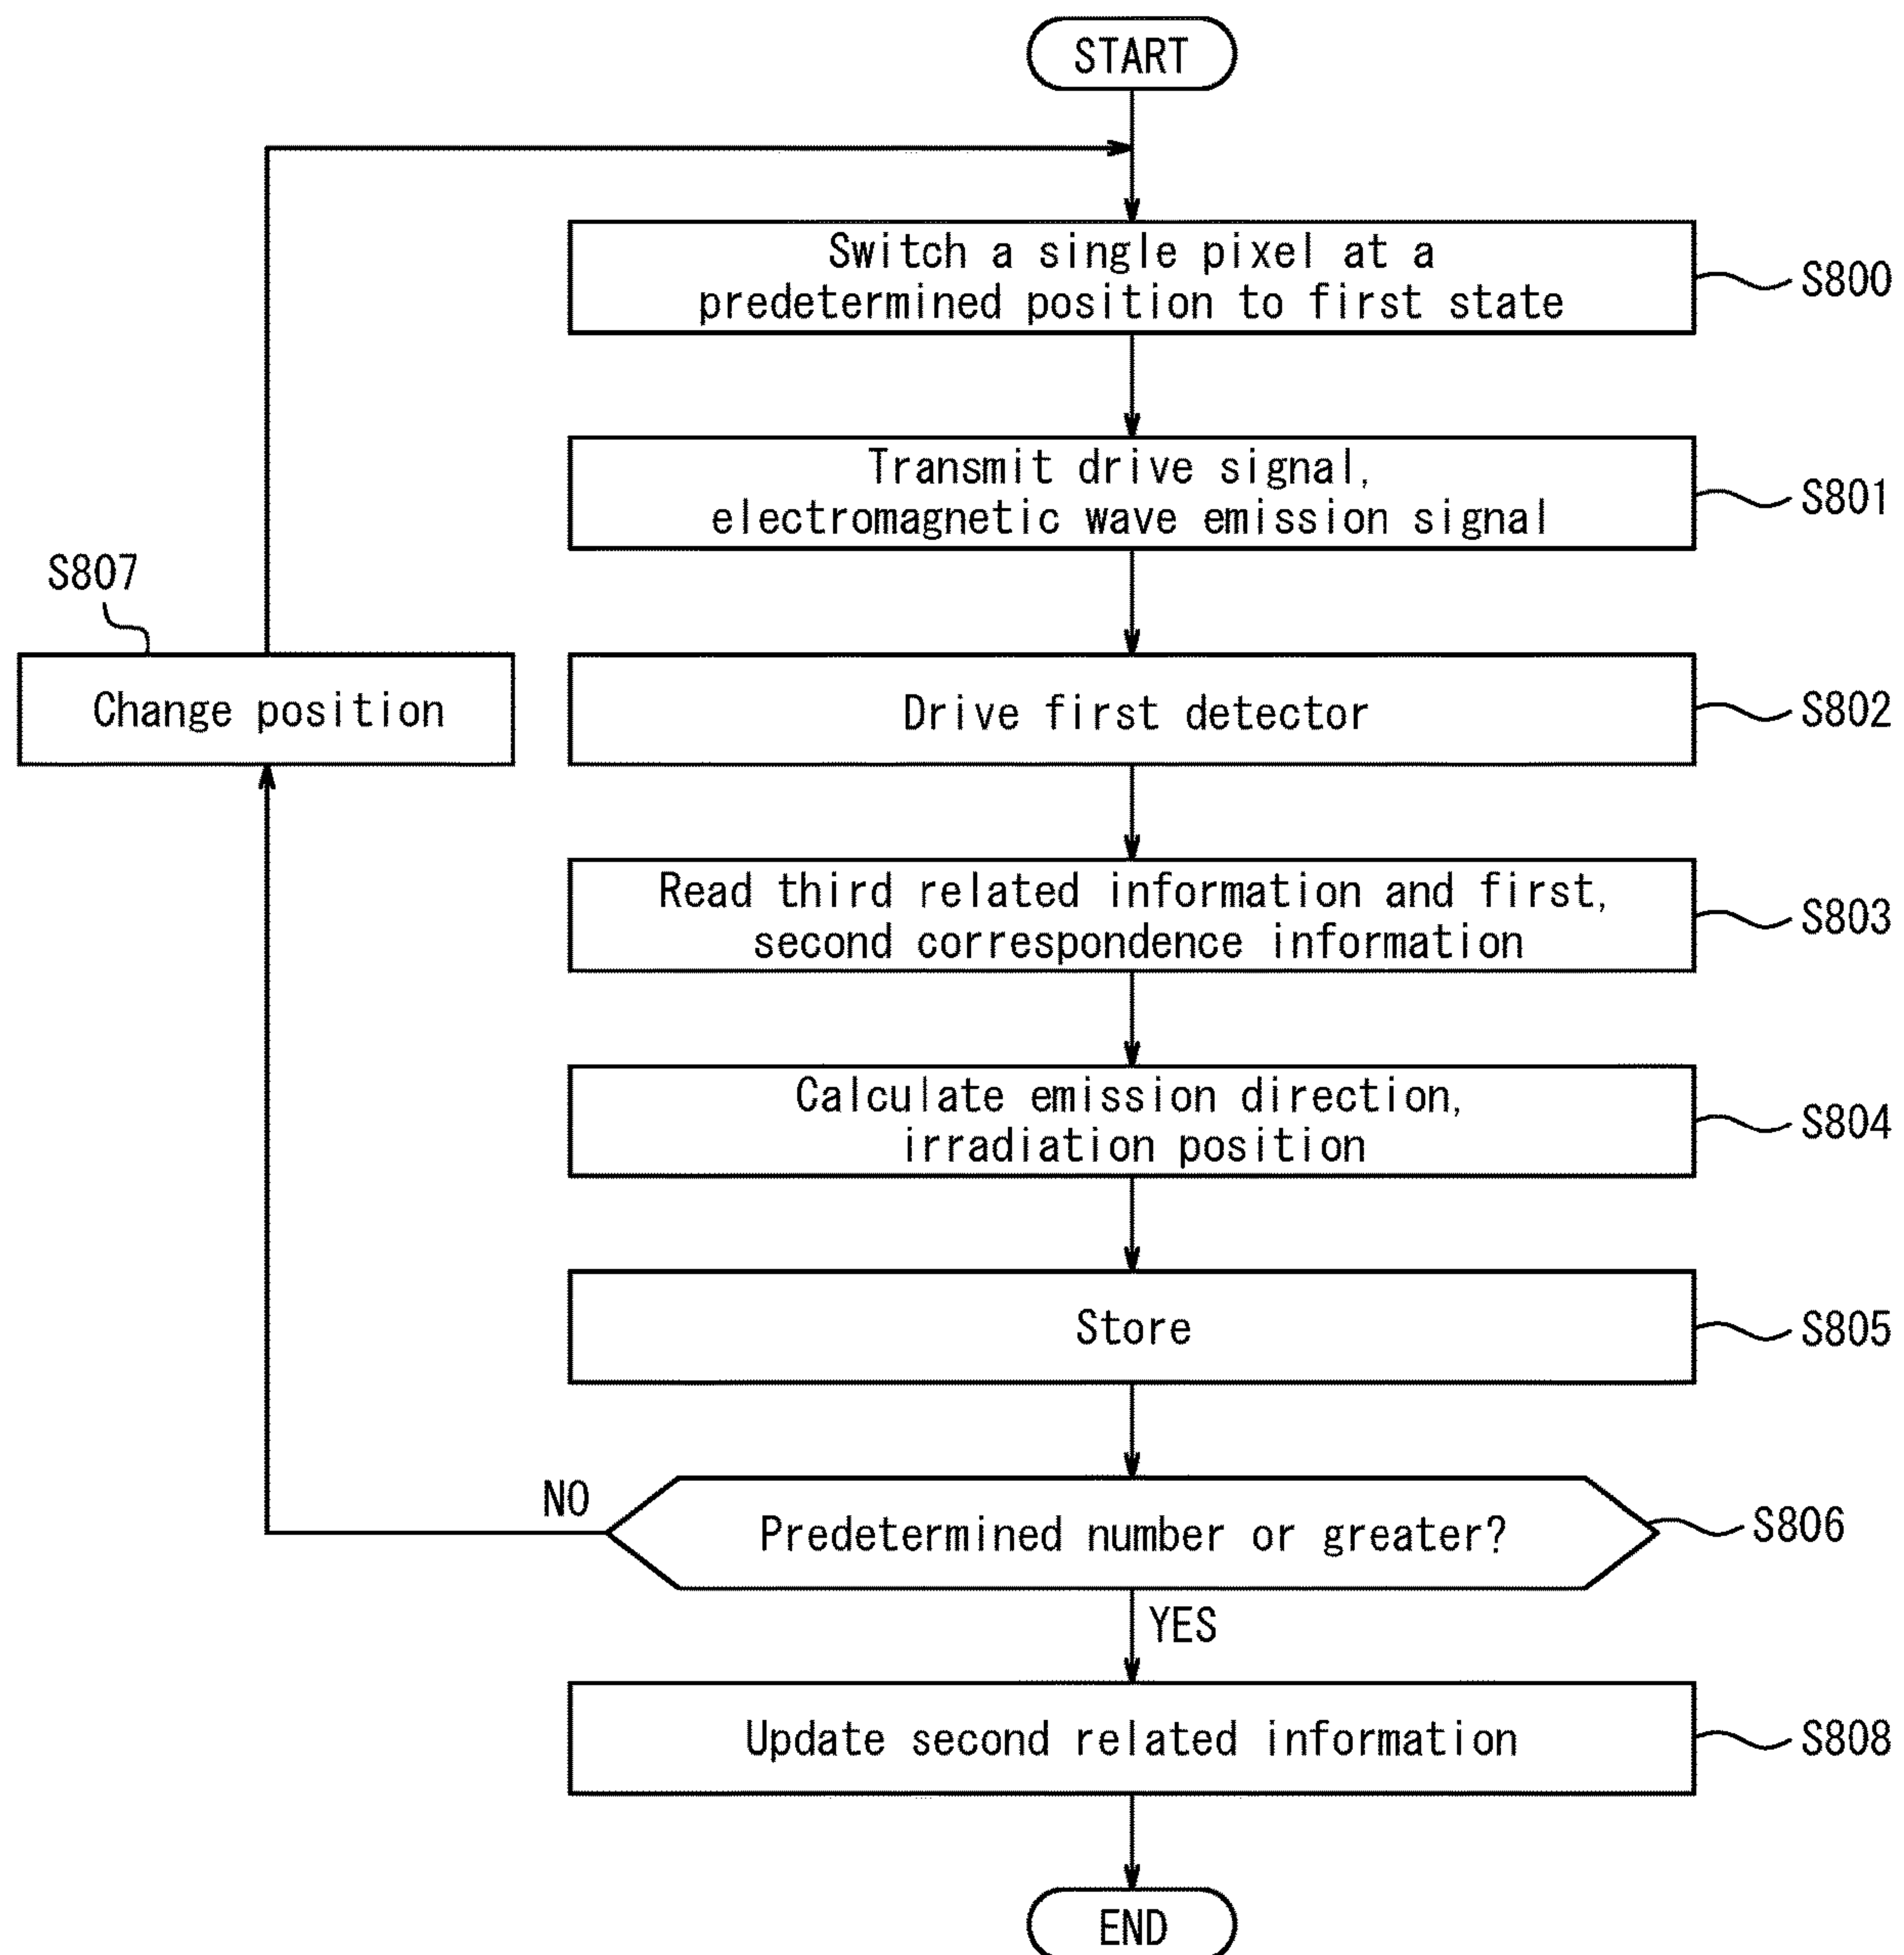 START
Switch a single pixel at a
predetermined position to first state
S800
Transmit drive signal,
electromagnetic wave emission signal
S801
S807
Change position
Drive first detector
S802
Read third related information and first,
second correspondence information
S803
Calculate emission direction,
irradiation position
S804
Store
S805
NO
Predetermined number or greater?
S806
YES
Update second related information
S808
END